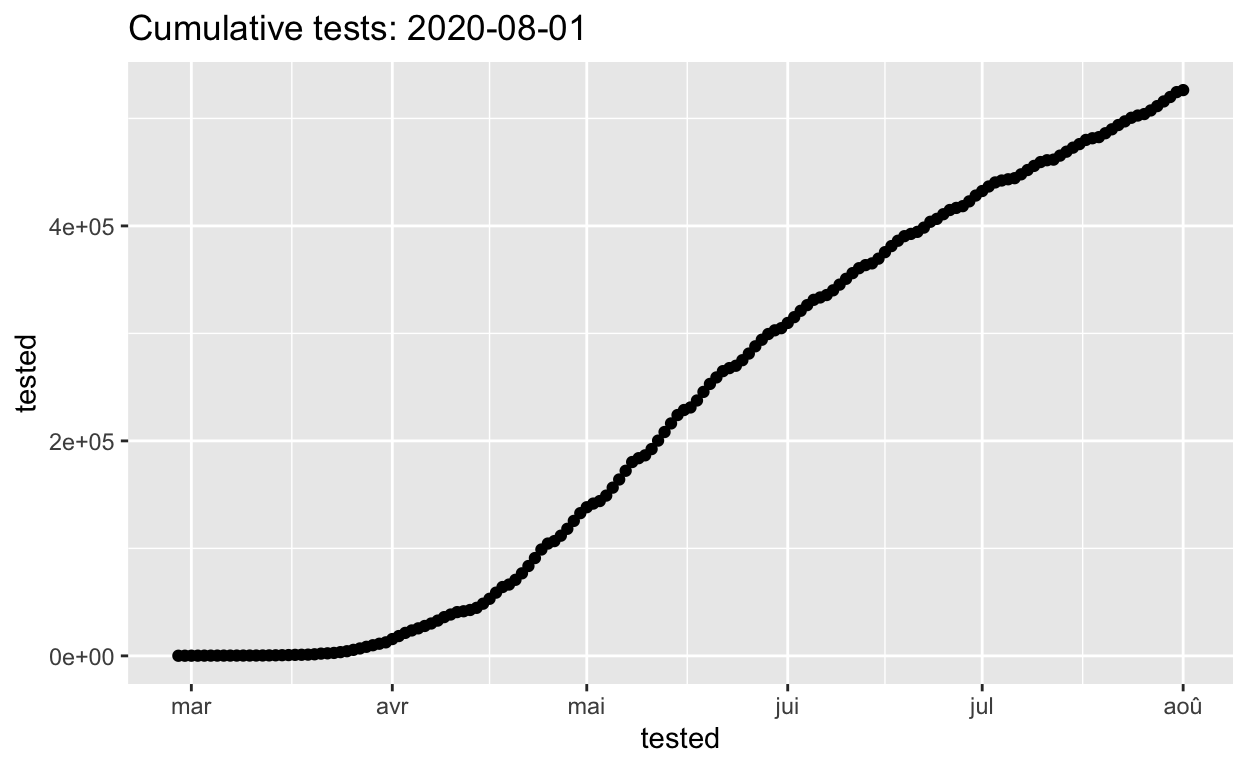 Cumulative tests: 2020-08-01
tested
4e+05
2e+05
0e+00
mar avr mai jui jul aoû
tested